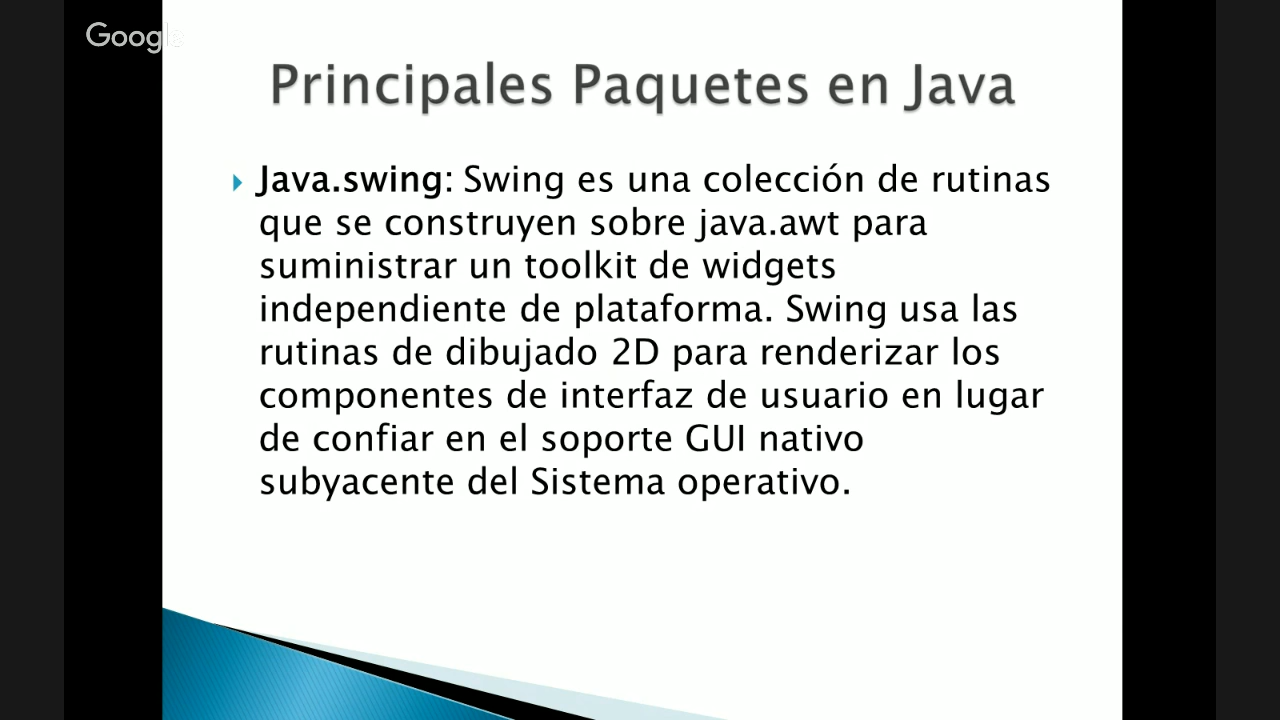 Google
Principales Paquetes en Java
Java.swing: Swing es una colección de rutinas
que se construyen sobre java.awt para
suministrar un toolkit de widgets
independiente de plataforma. Swing usa las
rutinas de dibujado 2D para renderizar los
componentes de interfaz de usuario en lugar
de confiar en el soporte GUI nativo
subyacente del Sistema operativo.